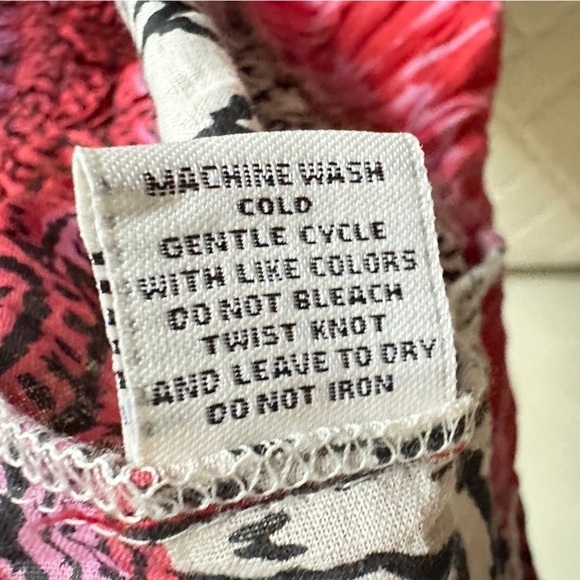 MACHINE WASH
COLD
GENTLE CYCLE
WITH LIKE COLORS
DO NOT BLEACH
TWIST KNOT
AND LEAVE TO DRY
DO NOT IRON